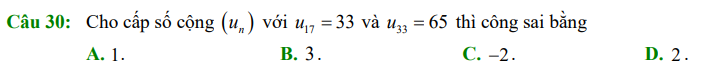 Câu 30: Cho cấp số cộng (uₙ) với u₁₇ = 33 và u₃₃ = 65 thì công sai bằng
A. 1. B. 3. C. −2. D. 2.